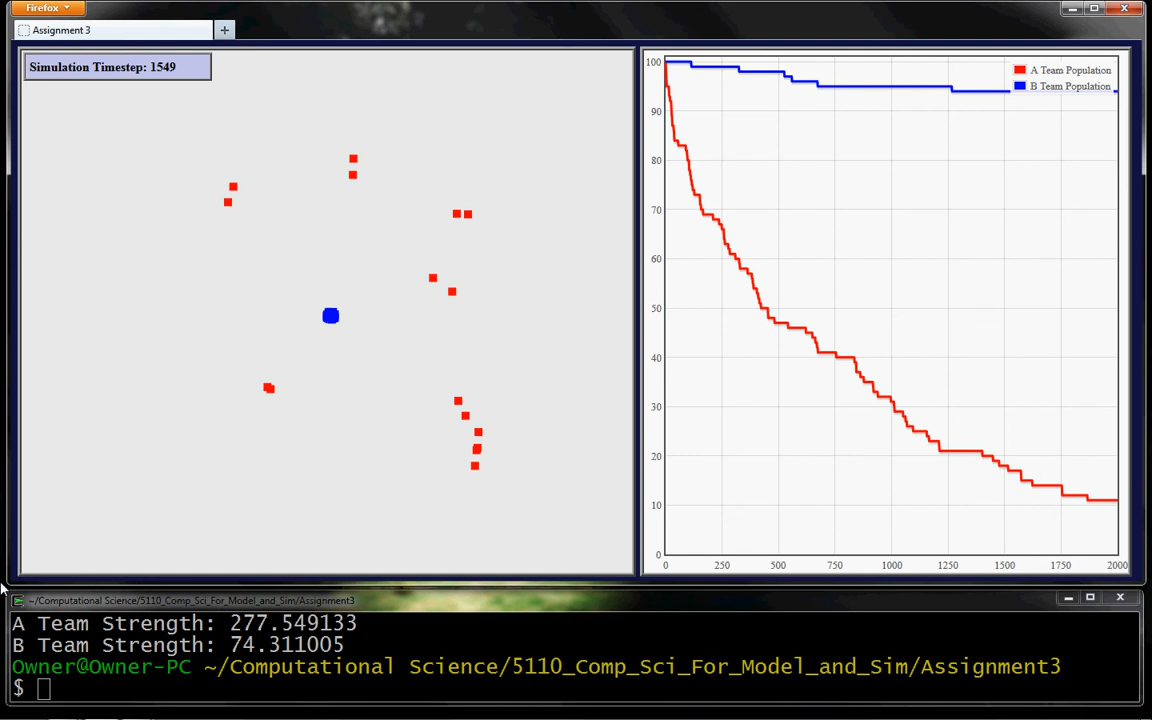 Firefox
Assignment 3
Simulation Timestep: 1549
A Team Population
B Team Population
100
90
80
70
60
50
40
30
20
10
0
0 250 500 750 1000 1250 1500 1750 2000
~/Computational Science/5110_Comp_Sci_For_Model_and_Sim/Assignment3
A Team Strength: 277.549133
B Team Strength: 74.311005
Owner@Owner-PC ~/Computational Science/5110_Comp_Sci_For_Model_and_Sim/Assignment3
$